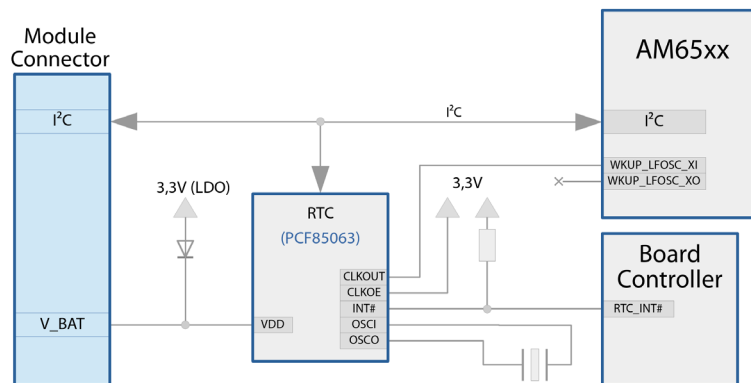 Module
Connector
I²C
V_BAT
3,3V (LDO)
I²C
RTC
(PCF85063)
VDD
CLKOUT
CLKOE
INT#
OSCI
OSCO
3,3V
AM65xx
I²C
WKUP_LFOSC_XI
WKUP_LFOSC_XO
Board
Controller
RTC_INT#